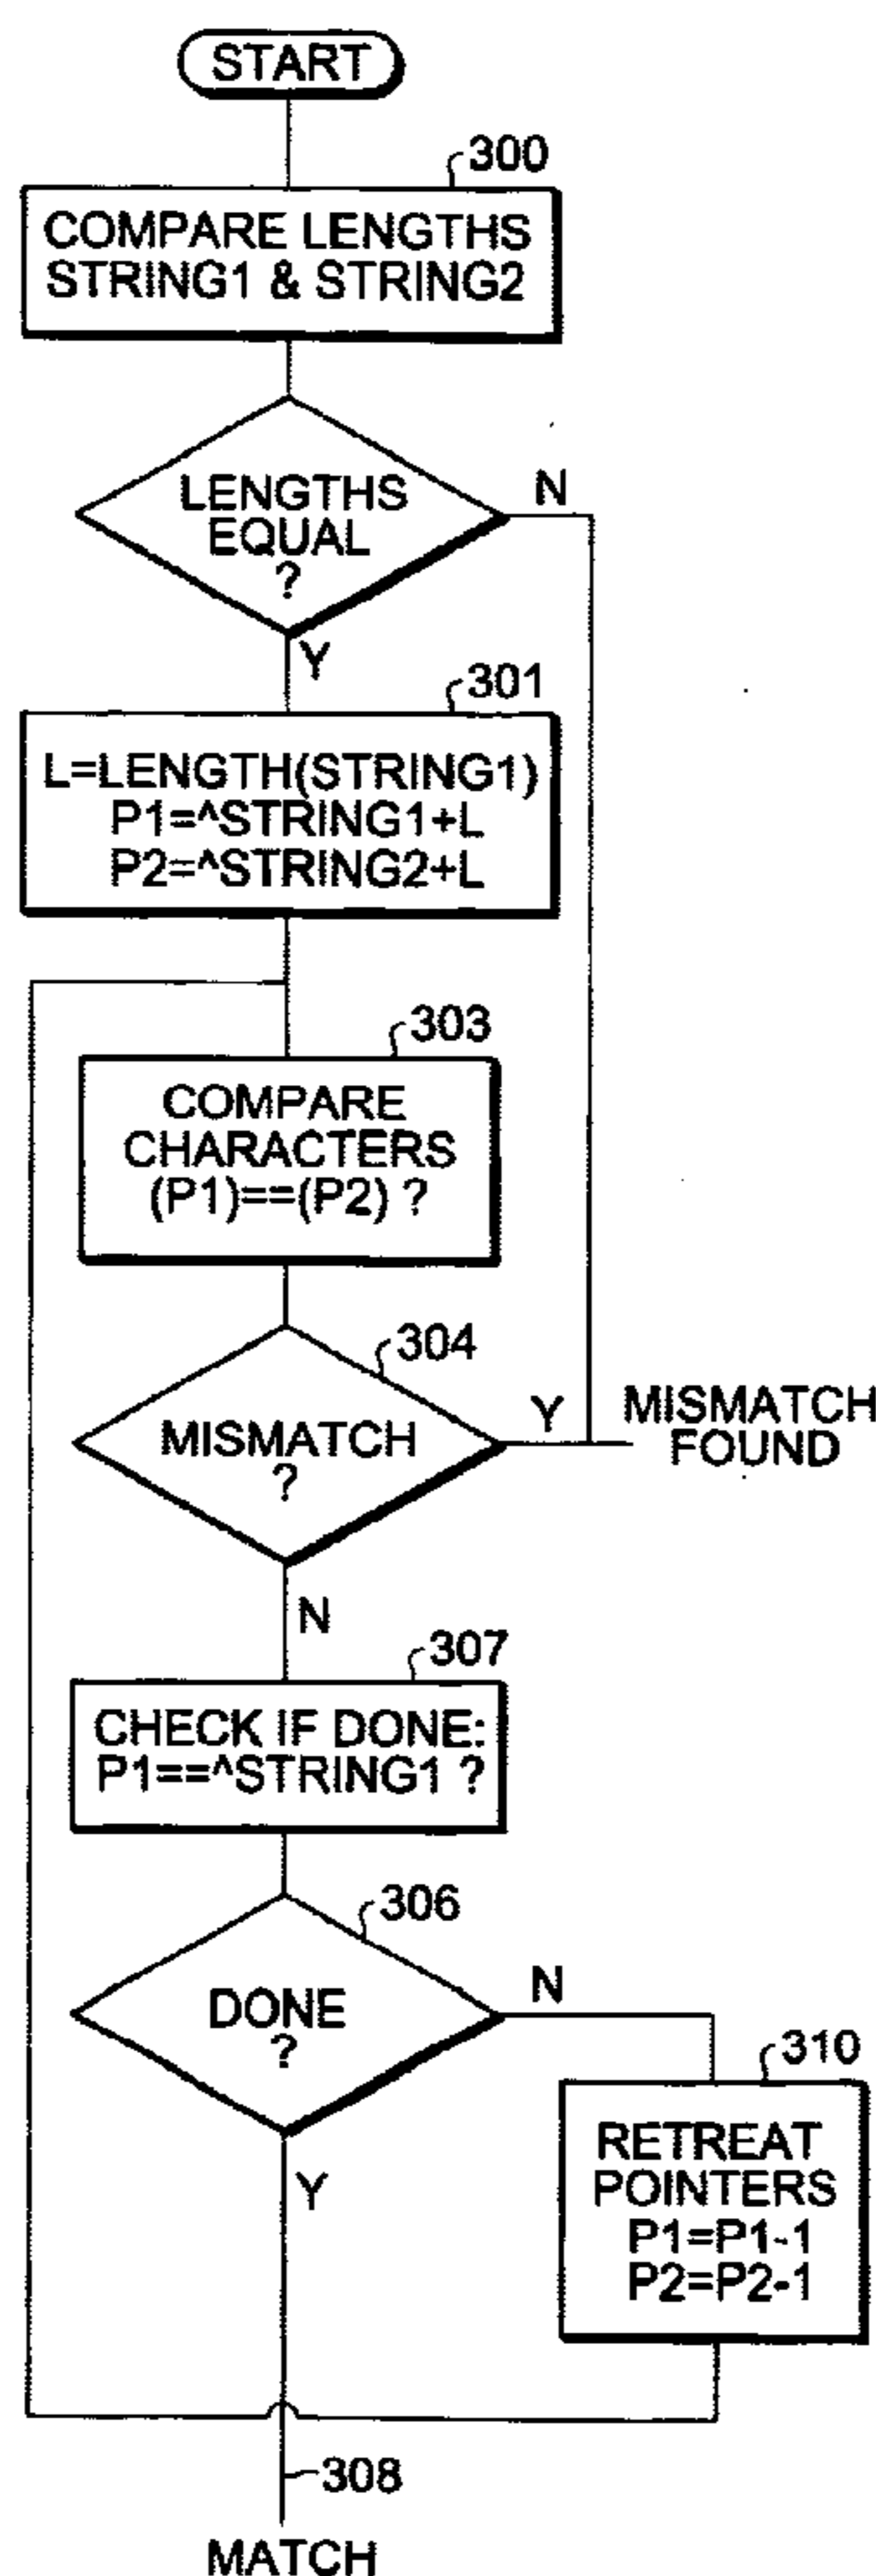 START
300
COMPARE LENGTHS
STRING1 & STRING2
LENGTHS
EQUAL
?
N
Y
301
L=LENGTH(STRING1)
P1=^STRING1+L
P2=^STRING2+L
303
COMPARE
CHARACTERS
(P1)==(P2) ?
304
MISMATCH
?
Y
MISMATCH
FOUND
N
307
CHECK IF DONE:
P1==^STRING1 ?
306
DONE
?
N
310
RETREAT
POINTERS
P1=P1-1
P2=P2-1
Y
308
MATCH